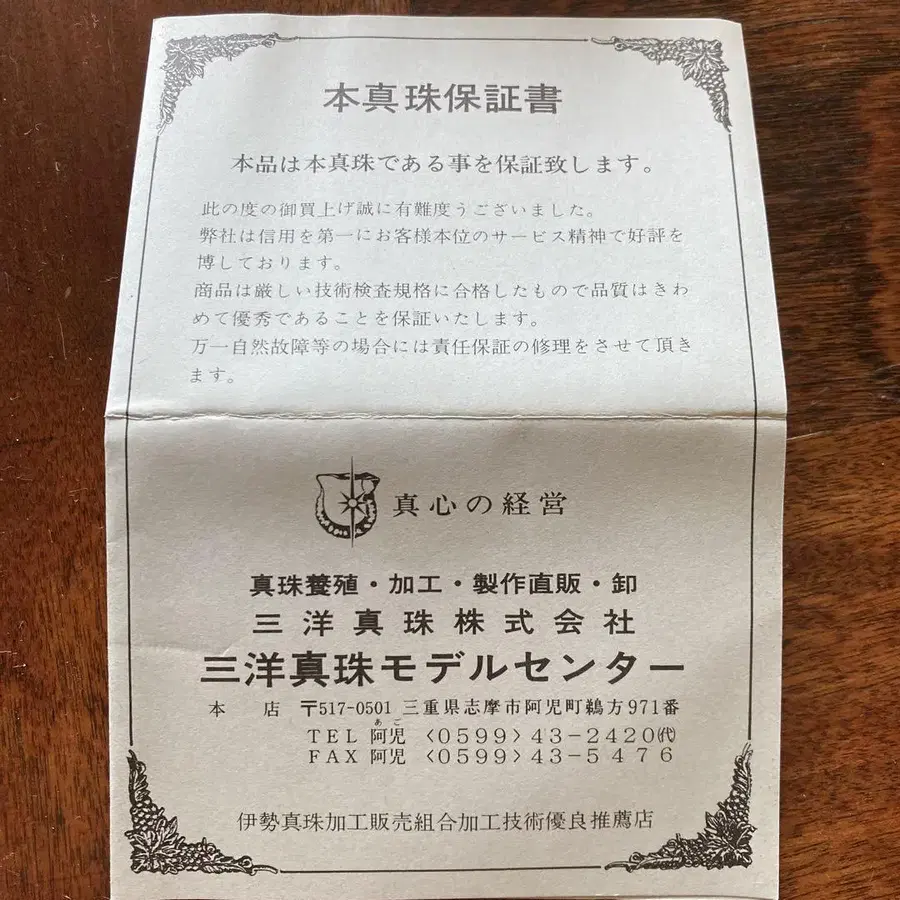 本真珠保証書
本品は本真珠である事を保証致します。
此の度の御買上げ誠に有難度うございました。
弊社は信用を第一にお客様本位のサービス精神で好評を
博しております。
商品は厳しい技術検査規格に合格したもので品質はきわ
めて優秀であることを保証いたします。
万一自然故障等の場合には責任保証の修理をさせて頂き
ます。
真心の経営
真珠養殖・加工・製作直販・卸
三洋真珠株式会社
三洋真珠モデルセンター
本店 〒517-0501 三重県志摩市阿児町鵜方971番
あご
TEL 阿児 〈0599〉43-2420㈹
FAX 阿児 〈0599〉43-5476
伊勢真珠加工販売組合加工技術優良推薦店